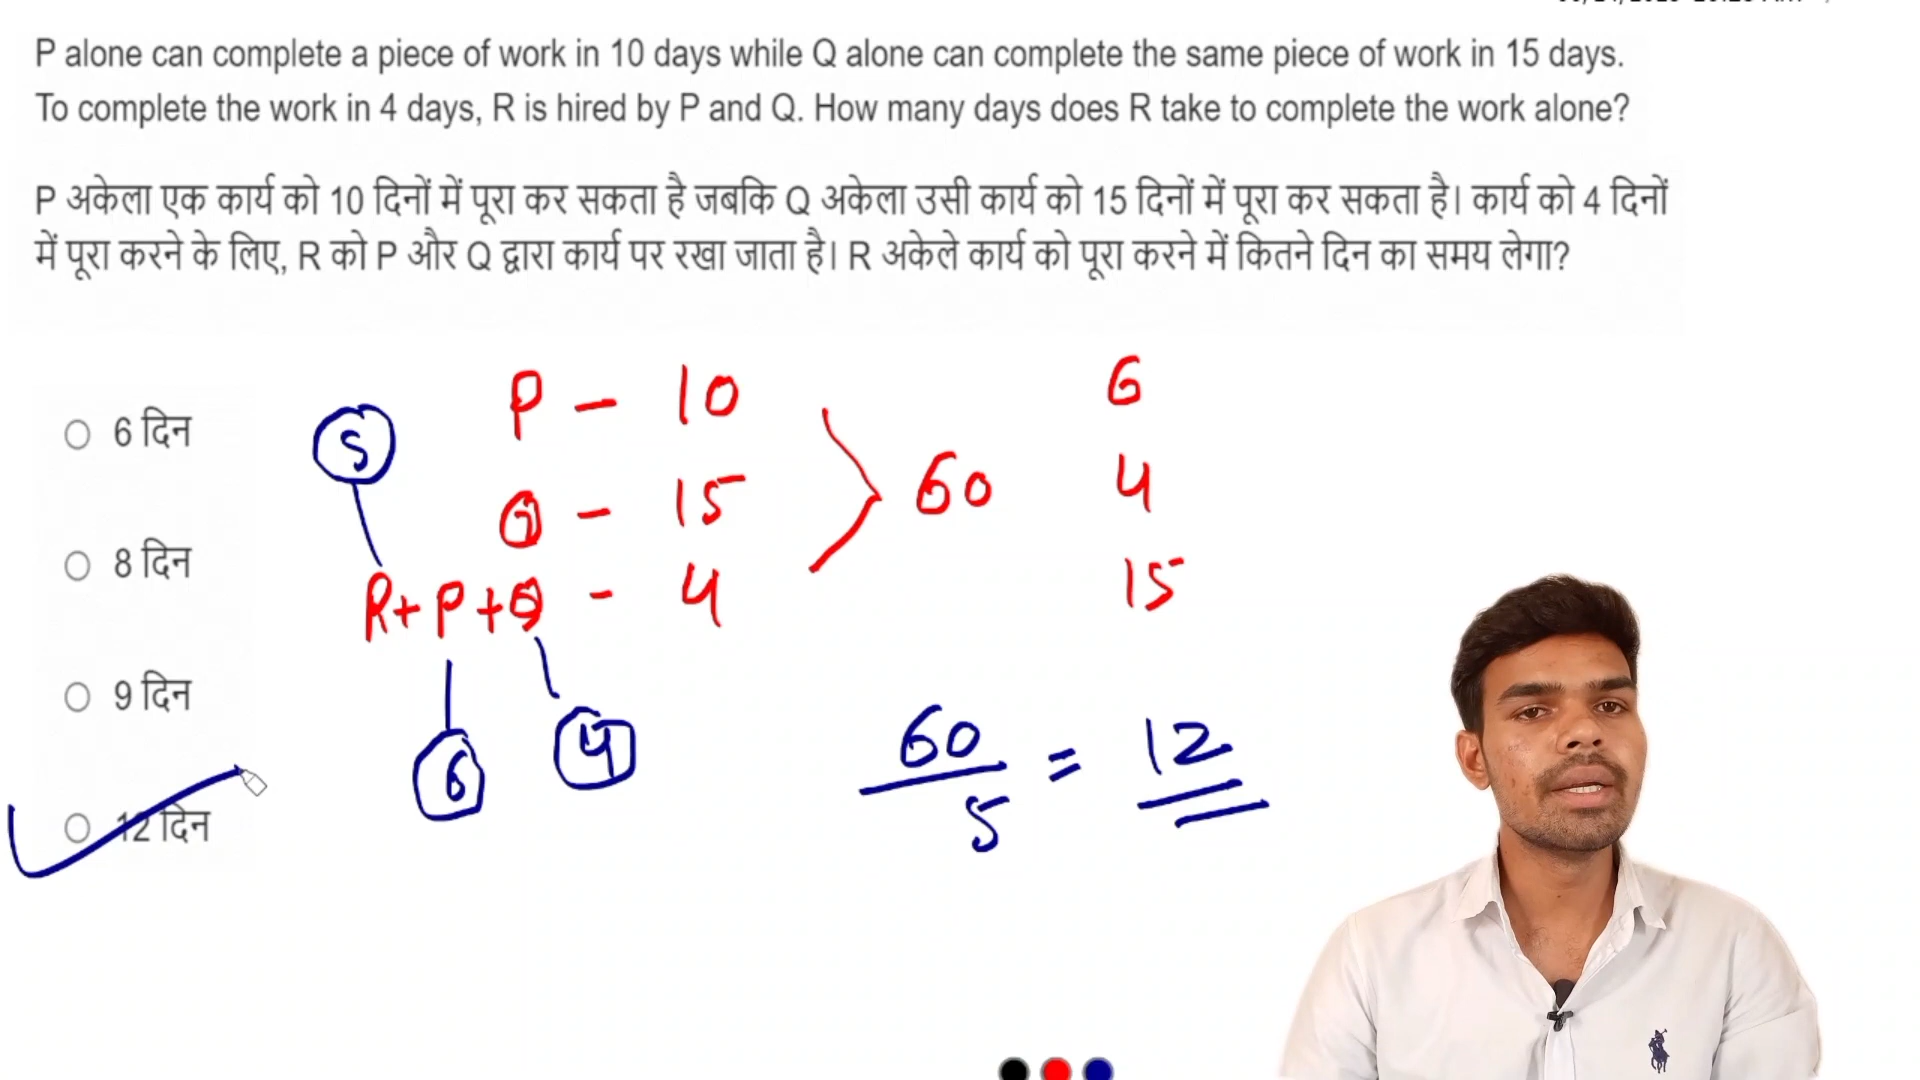 P alone can complete a piece of work in 10 days while Q alone can complete the same piece of work in 15 days.
To complete the work in 4 days, R is hired by P and Q. How many days does R take to complete the work alone?
P अकेला एक कार्य को 10 दिनों में पूरा कर सकता है जबकि Q अकेला उसी कार्य को 15 दिनों में पूरा कर सकता है। कार्य को 4 दिनों
में पूरा करने के लिए, R को P और Q द्वारा कार्य पर रखा जाता है। R अकेले कार्य को पूरा करने में कितने दिन का समय लेगा?
6 दिन
8 दिन
9 दिन
12 दिन
P - 10
Q - 15
R + P + Q - 4
60
6
4
15
5
6
4
60/5 = 12